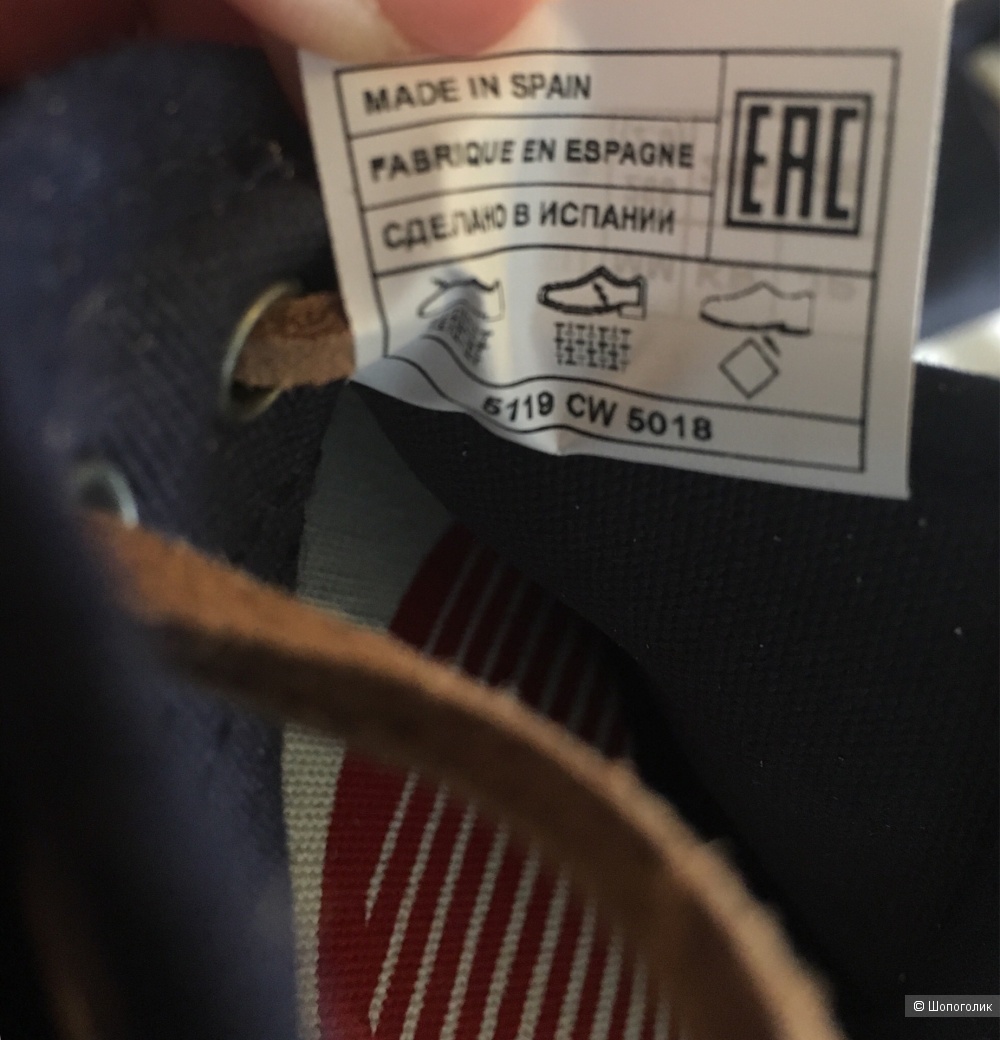 MADE IN SPAIN
FABRIQUE EN ESPAGNE
СДЕЛАНО В ИСПАНИИ
EAC
5119 CW 5018
© Шопоголик